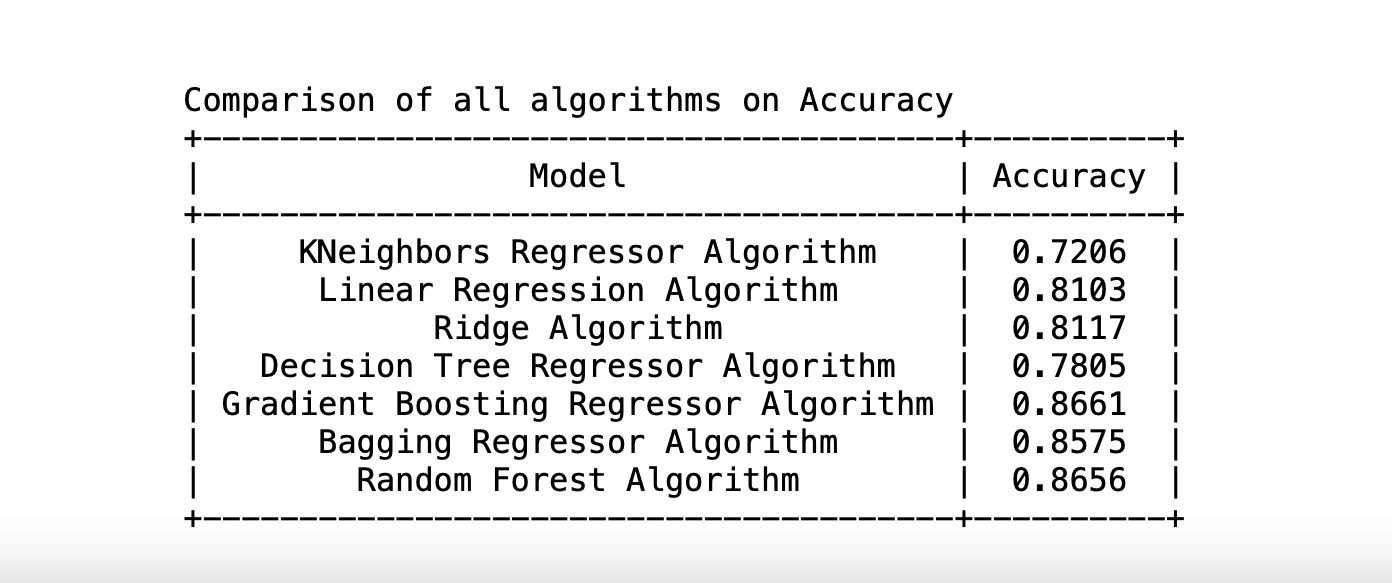 Comparison of all algorithms on Accuracy
+---------------------------------------+----------+
| Model | Accuracy |
+---------------------------------------+----------+
| KNeighbors Regressor Algorithm | 0.7206 |
| Linear Regression Algorithm | 0.8103 |
| Ridge Algorithm | 0.8117 |
| Decision Tree Regressor Algorithm | 0.7805 |
| Gradient Boosting Regressor Algorithm | 0.8661 |
| Bagging Regressor Algorithm | 0.8575 |
| Random Forest Algorithm | 0.8656 |
+---------------------------------------+----------+